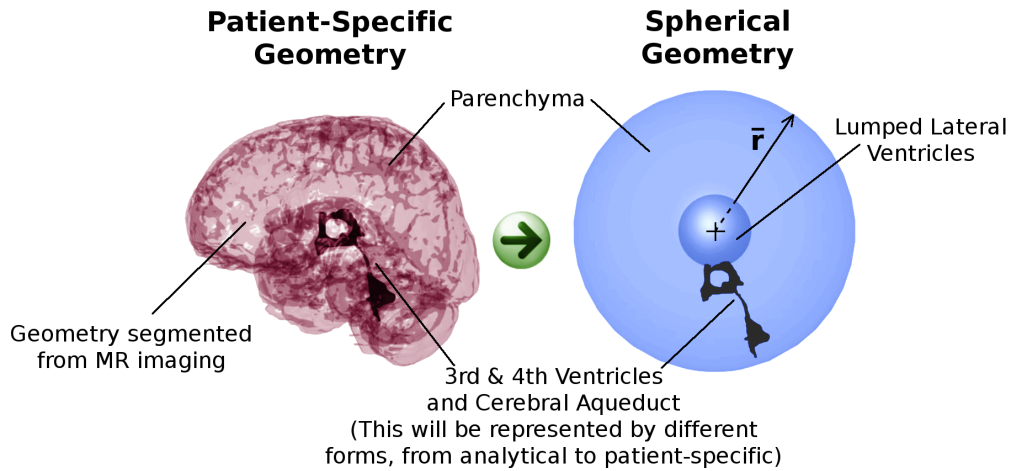 Patient-Specific
Geometry
Spherical
Geometry
Parenchyma
r̄
Lumped Lateral
Ventricles
Geometry segmented
from MR imaging
3rd & 4th Ventricles
and Cerebral Aqueduct
(This will be represented by different
forms, from analytical to patient-specific)